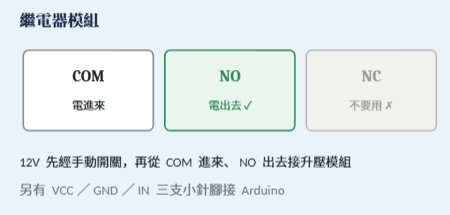 繼電器模組
COM NO NC
電進來 電出去✓ 不要用✗
12V 先經手動開關，再從 COM 進來、NO 出去接升壓模組
另有 VCC／GND／IN 三支小針腳接 Arduino